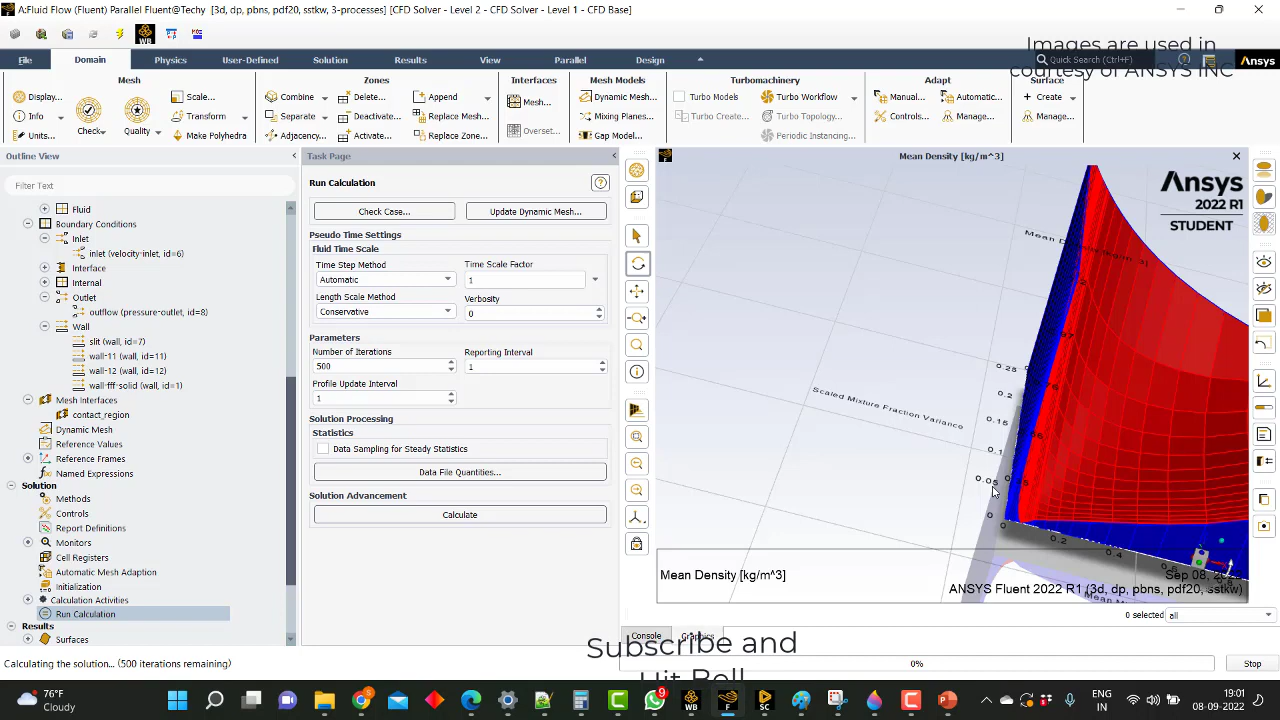 A:Fluid Flow (Fluent) Parallel Fluent@Techy [3d, dp, pbns, pdf20, sstkw, 3-processes] [CFD Solver - Level 2 - CFD Solver - Level 1 - CFD Base]
Images are used in
courtesy of ANSYS INC
File Domain Physics User-Defined Solution Results View Parallel Design
Quick Search (Ctrl+F)
Ansys
Mesh Zones Interfaces Mesh Models Turbomachinery Adapt Surface
Display... Scale... Combine Delete... Append Mesh... Dynamic Mesh... Turbo Models Turbo Workflow Manual... Automatic... Create
Info Check Quality Transform Separate Deactivate... Replace Mesh... Mixing Planes... Turbo Create... Turbo Topology... Controls... Manage... Manage...
Units... Make Polyhedra Adjacency... Activate... Replace Zone... Overset... Gap Model... Periodic Instancing...
Outline View
Filter Text
Fluid
Boundary Conditions
Inlet
inlet (velocity-inlet, id=6)
Interface
Internal
Outlet
outflow (pressure-outlet, id=8)
Wall
slit (wall, id=7)
wall-11 (wall, id=11)
wall-12 (wall, id=12)
wall-fff-solid (wall, id=1)
Mesh Interfaces
contact_region
Dynamic Mesh
Reference Values
Reference Frames
Named Expressions
Solution
Methods
Controls
Report Definitions
Monitors
Cell Registers
Automatic Mesh Adaption
Initialization
Calculation Activities
Run Calculation
Results
Surfaces
Task Page
Run Calculation
Check Case... Update Dynamic Mesh...
Pseudo Time Settings
Fluid Time Scale
Time Step Method Time Scale Factor
Automatic 1
Length Scale Method Verbosity
Conservative 0
Parameters
Number of Iterations Reporting Interval
500 1
Profile Update Interval
1
Solution Processing
Statistics
Data Sampling for Steady Statistics
Data File Quantities...
Solution Advancement
Calculate
Mean Density [kg/m^3]
Ansys
2022 R1
STUDENT
Scaled Mixture Fraction Variance
0.25
0.2
0.15
0.1
0.05
0
0
0.2
0.4
Mean Density [kg/m^3]
Sep 08, 2022
ANSYS Fluent 2022 R1 (3d, dp, pbns, pdf20, sstkw)
0 selected all
Console Graphics
Subscribe and
Hit Bell
Calculating the solution... (500 iterations remaining)
0%
Stop
76°F
Cloudy
9
ENG
IN
19:01
08-09-2022